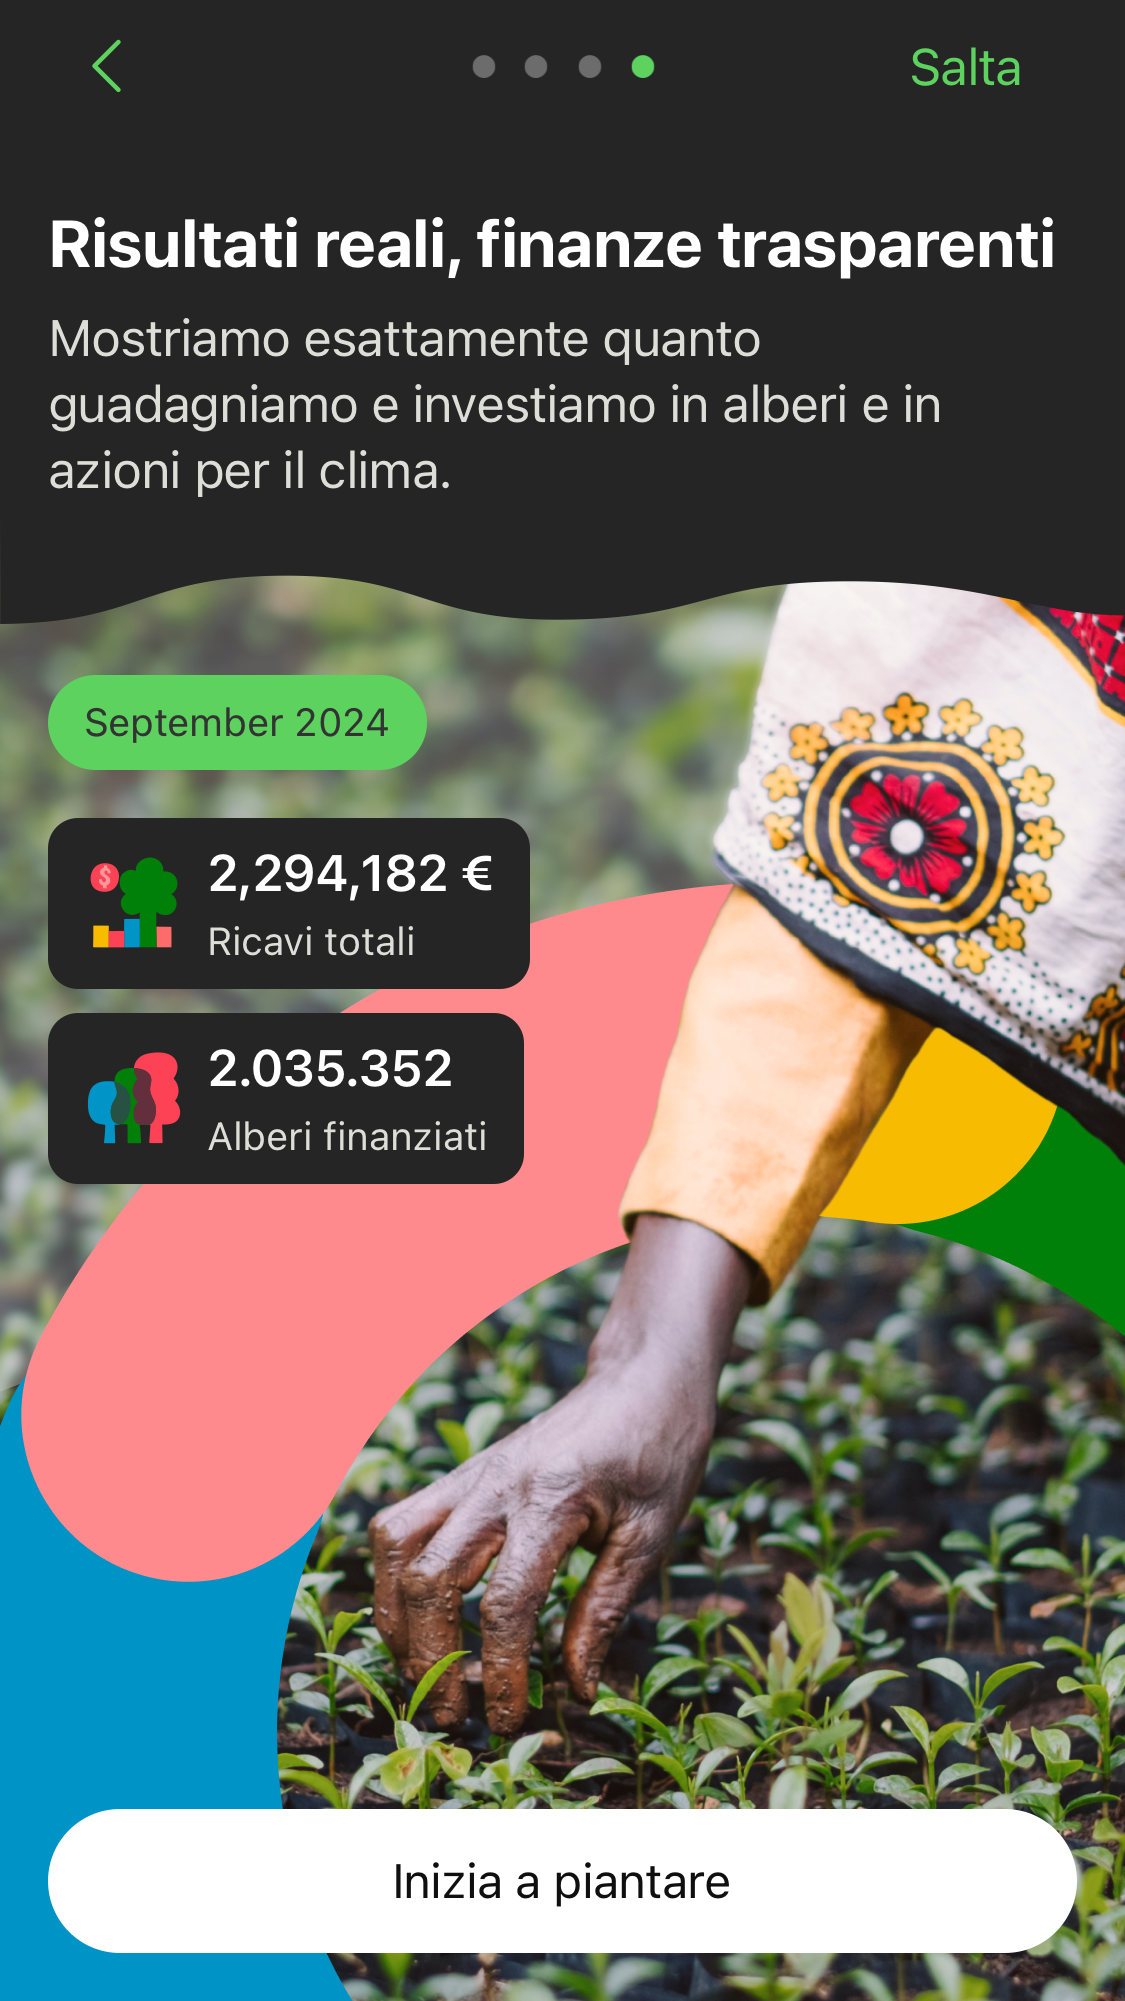 Salta
Risultati reali, finanze trasparenti
Mostriamo esattamente quanto
guadagniamo e investiamo in alberi e in
azioni per il clima.
September 2024
2,294,182 €
Ricavi totali
2.035.352
Alberi finanziati
Inizia a piantare